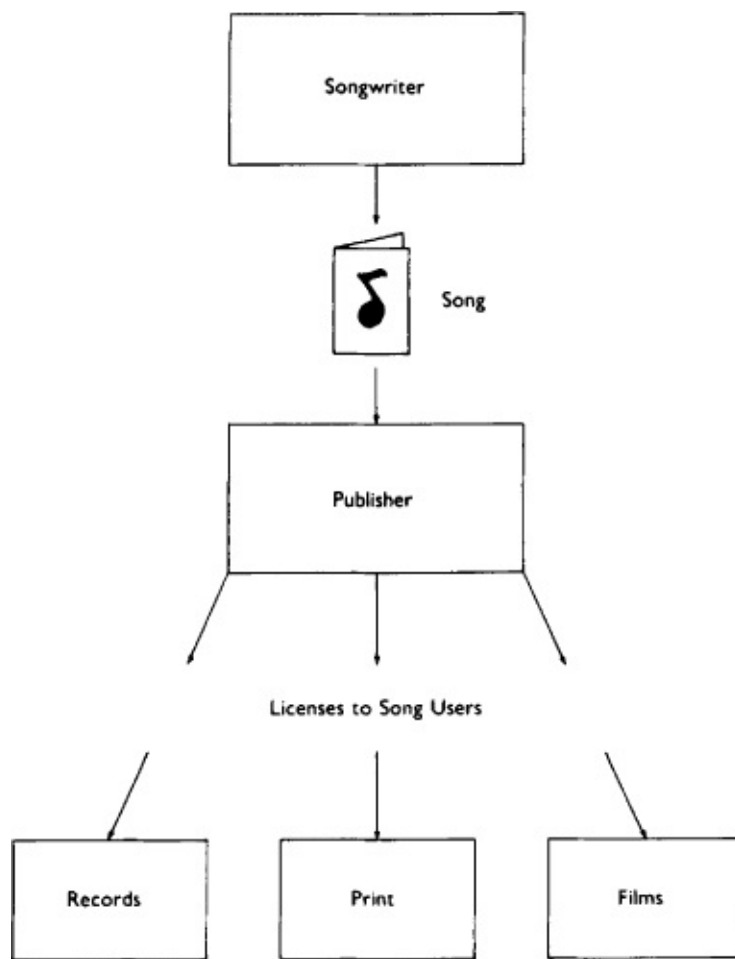 Songwriter
Song
Publisher
Licenses to Song Users
Records
Print
Films